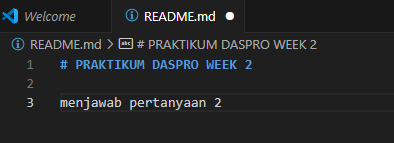 Welcome README.md
README.md > # PRAKTIKUM DASPRO WEEK 2
1 # PRAKTIKUM DASPRO WEEK 2
2
3 menjawab pertanyaan 2